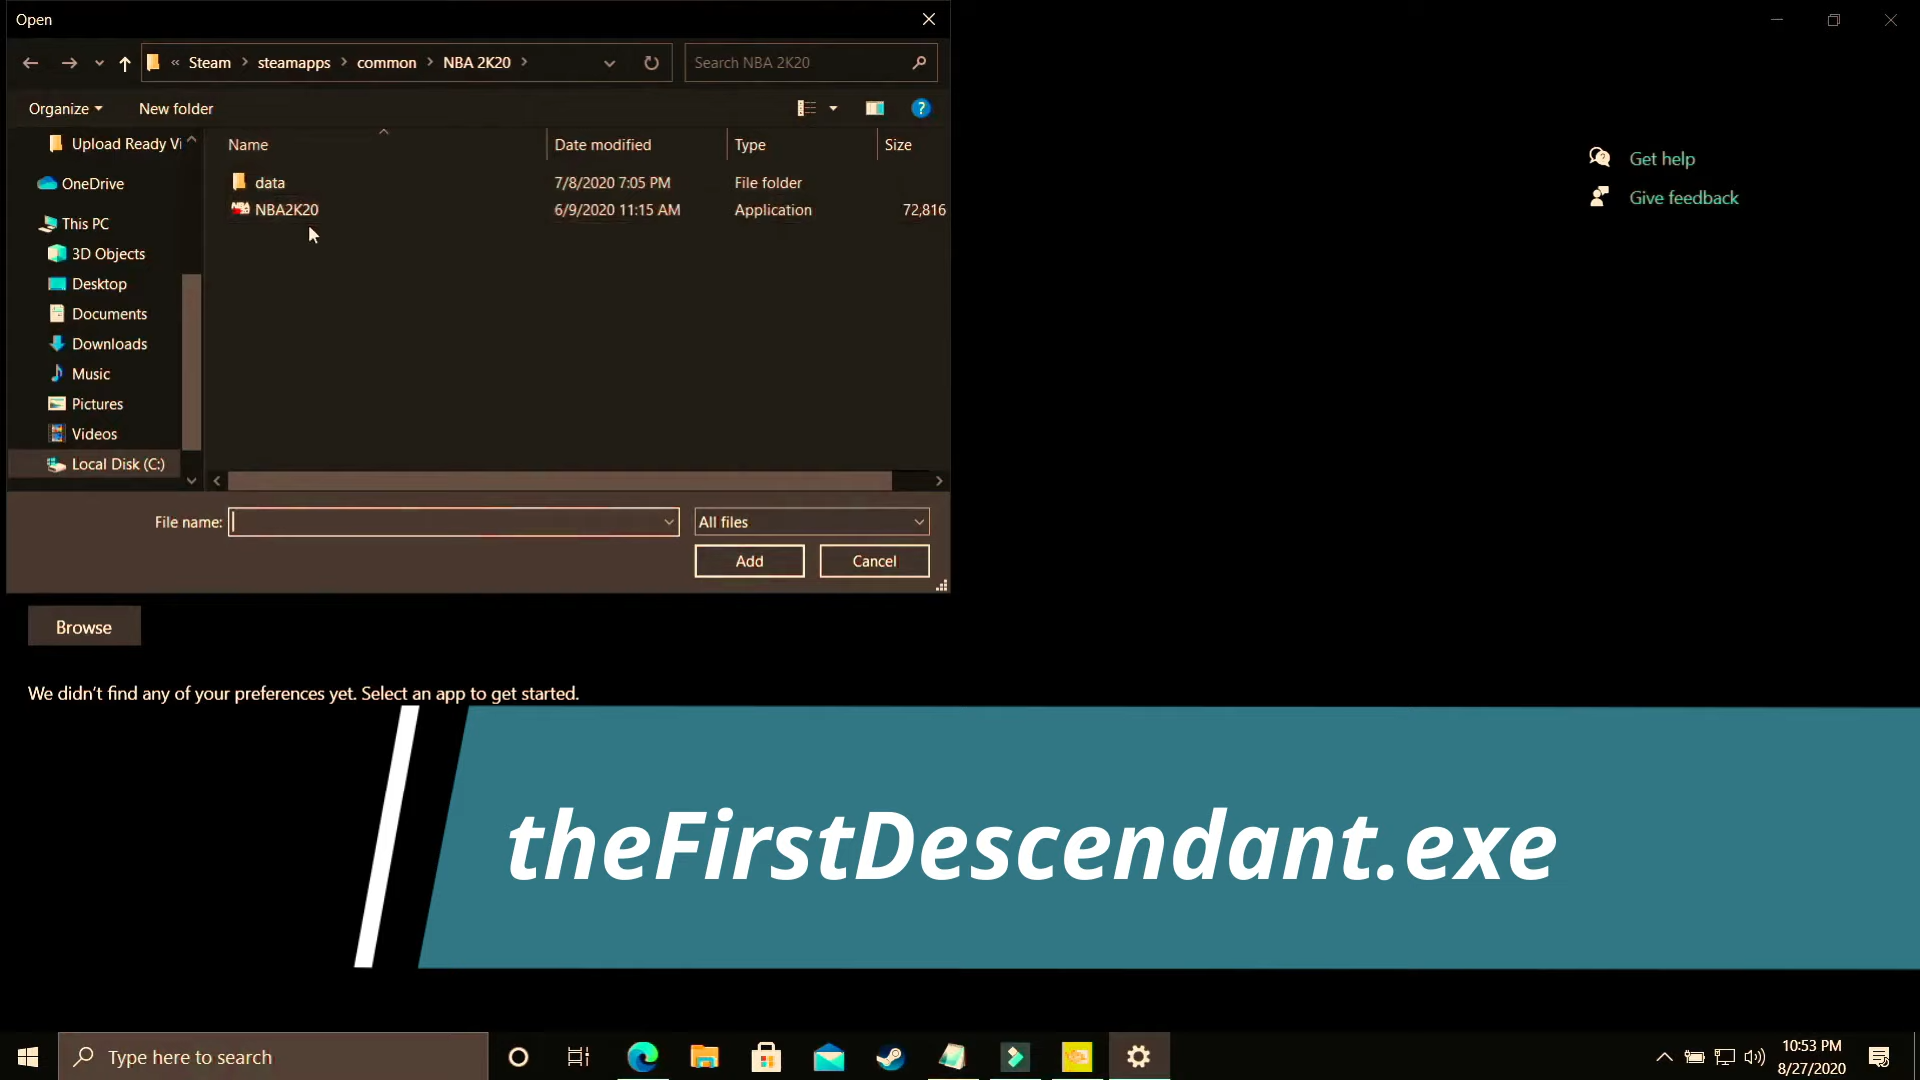 Open
« Steam > steamapps > common > NBA 2K20 >
Search NBA 2K20
Organize
New folder
?
Name
Date modified
Type
Size
Upload Ready Vi
OneDrive
This PC
3D Objects
Desktop
Documents
Downloads
Music
Pictures
Videos
Local Disk (C:)
data 7/8/2020 7:05 PM File folder
NBA2K20 6/9/2020 11:15 AM Application 72,816
File name:
All files
Add
Cancel
Get help
Give feedback
Browse
We didn't find any of your preferences yet. Select an app to get started.
theFirstDescendant.exe
Type here to search
10:53 PM
8/27/2020